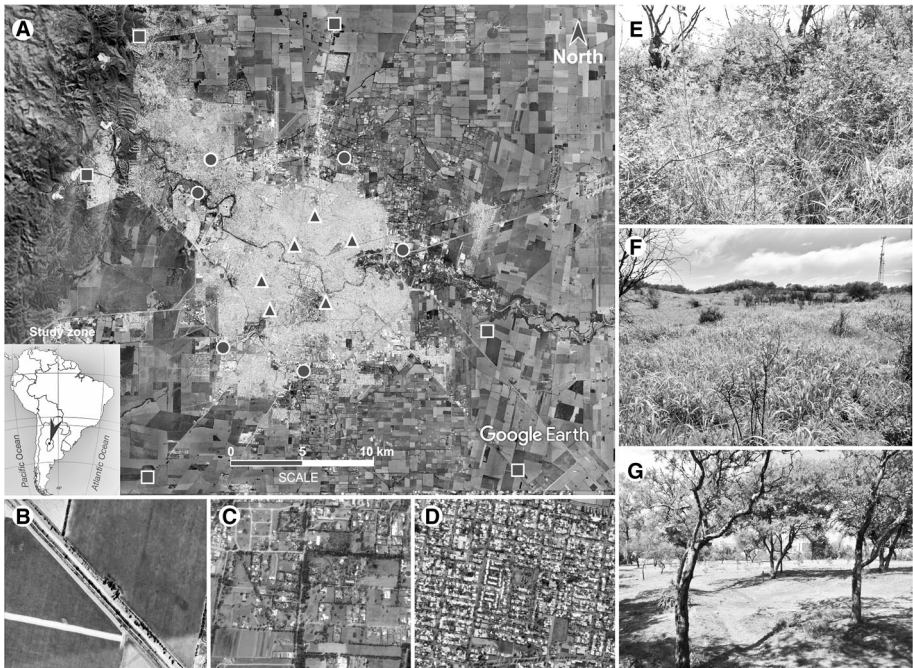 A
North
Study zone
Pacific Ocean
Atlantic Ocean
Google Earth
0 5 10 km
SCALE
B
C
D
E
F
G